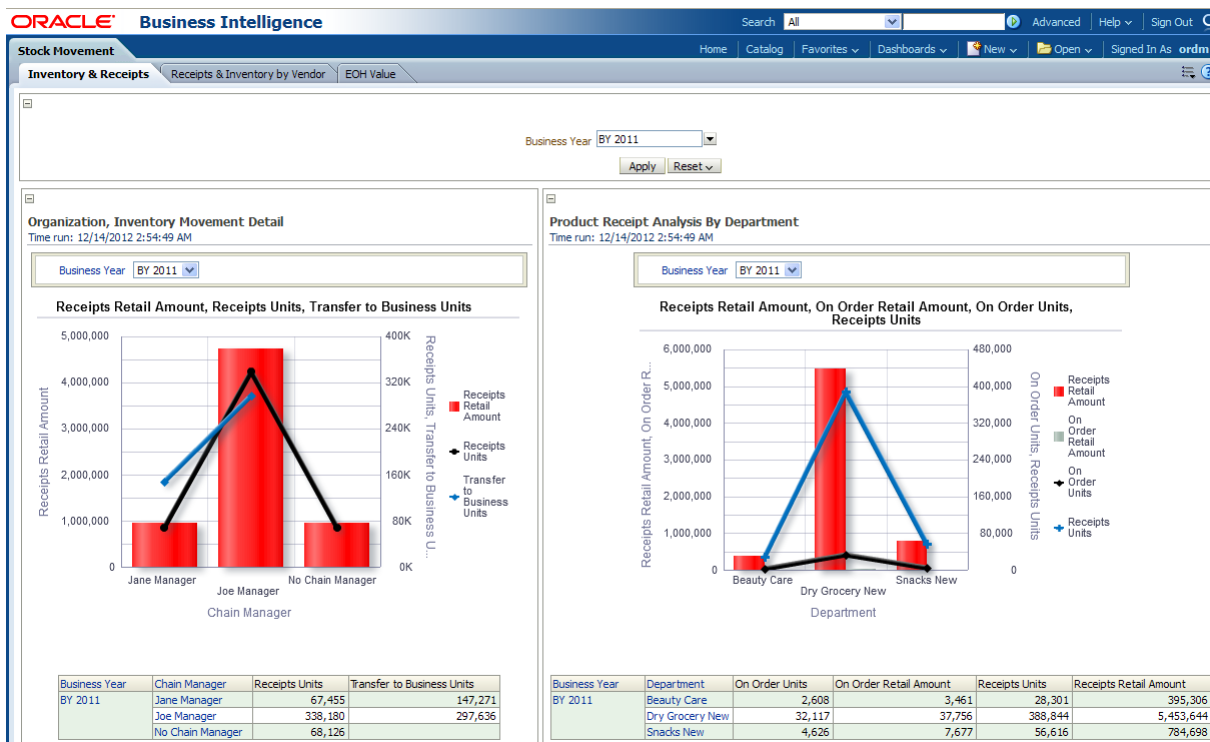 ORACLE Business Intelligence
Search All Advanced Help Sign Out
Stock Movement
Home Catalog Favorites Dashboards New Open Signed In As ordm
Inventory & Receipts Receipts & Inventory by Vendor EOH Value
Business Year BY 2011
Apply Reset
Organization, Inventory Movement Detail
Time run: 12/14/2012 2:54:49 AM
Business Year BY 2011
Receipts Retail Amount, Receipts Units, Transfer to Business Units
5,000,000
4,000,000
3,000,000
2,000,000
1,000,000
0
Receipts Retail Amount
400K
320K
240K
160K
80K
0K
Receipts Units, Transfer to Business U...
Receipts
Retail
Amount
Receipts
Units
Transfer
to
Business
Units
Jane Manager
Joe Manager
No Chain Manager
Chain Manager
Business Year Chain Manager Receipts Units Transfer to Business Units
BY 2011 Jane Manager 67,455 147,271
Joe Manager 338,180 297,636
No Chain Manager 68,126
Product Receipt Analysis By Department
Time run: 12/14/2012 2:54:49 AM
Business Year BY 2011
Receipts Retail Amount, On Order Retail Amount, On Order Units,
Receipts Units
6,000,000
5,000,000
4,000,000
3,000,000
2,000,000
1,000,000
0
Receipts Retail Amount, On Order R...
480,000
400,000
320,000
240,000
160,000
80,000
0
On Order Units, Receipts Units
Receipts
Retail
Amount
On
Order
Retail
Amount
On
Order
Units
Receipts
Units
Beauty Care
Dry Grocery New
Snacks New
Department
Business Year Department On Order Units On Order Retail Amount Receipts Units Receipts Retail Amount
BY 2011 Beauty Care 2,608 3,461 28,301 395,306
Dry Grocery New 32,117 37,756 388,844 5,453,644
Snacks New 4,626 7,677 56,616 784,698